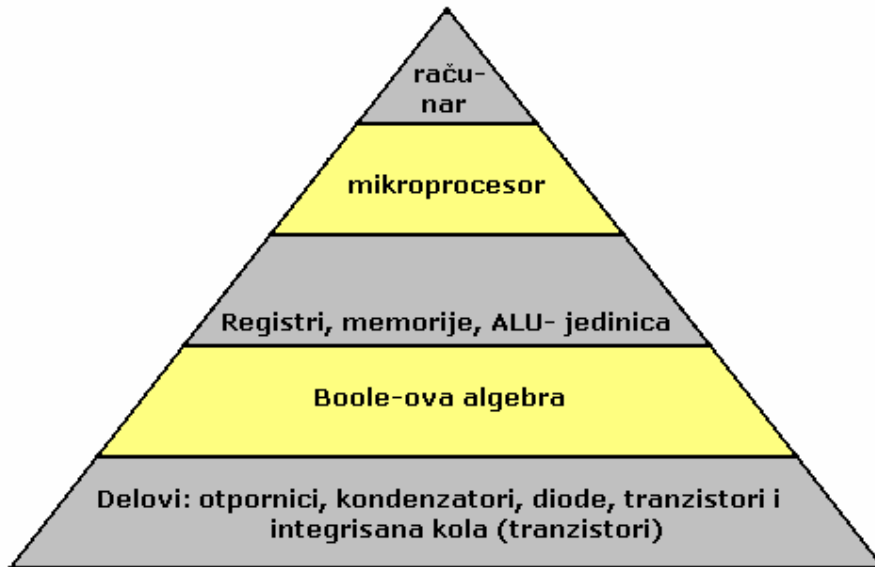 raču-
nar
mikroprocesor
Registri, memorije, ALU- jedinica
Boole-ova algebra
Delovi: otpornici, kondenzatori, diode, tranzistori i
integrisana kola (tranzistori)